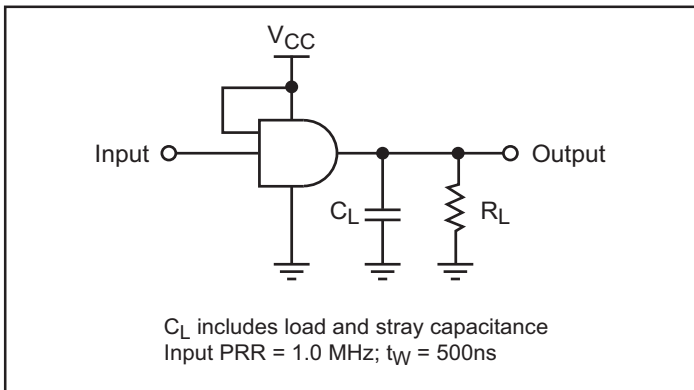 VCC
Input
Output
CL
RL
CL includes load and stray capacitance
Input PRR = 1.0 MHz; tW = 500ns